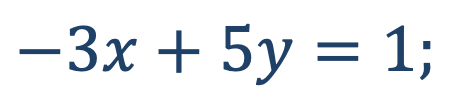 −3x + 5y = 1;